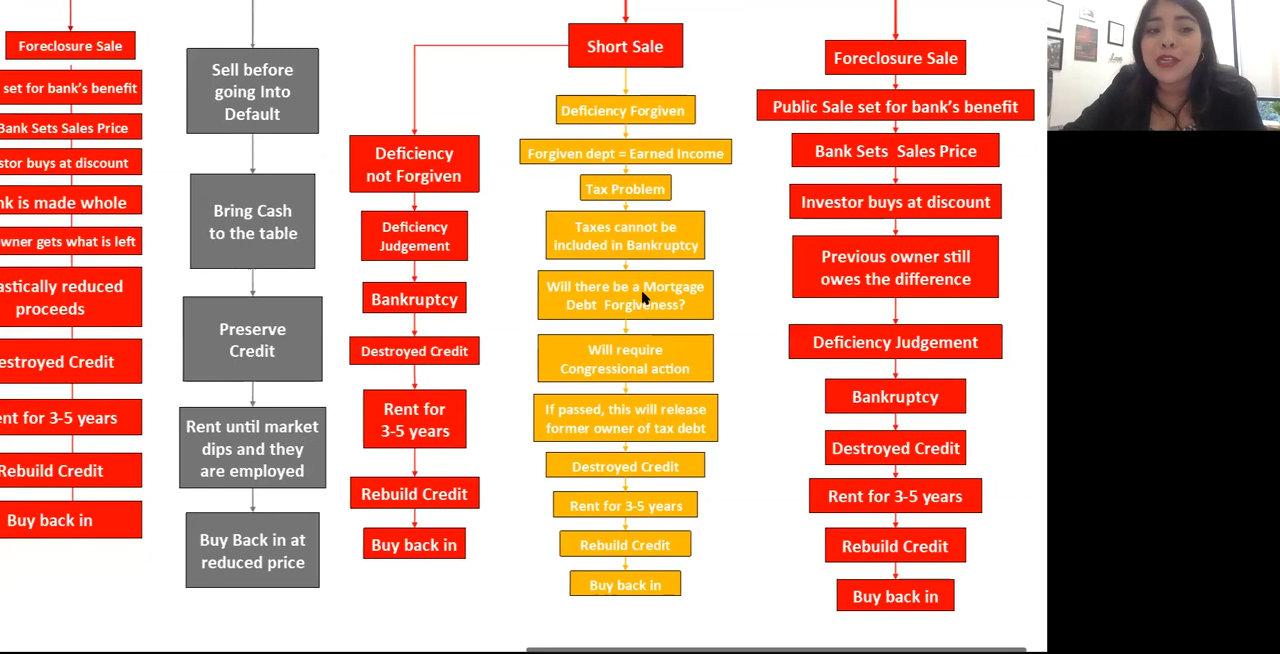 Foreclosure Sale
set for bank's benefit
Bank Sets Sales Price
stor buys at discount
nk is made whole
wner gets what is left
astically reduced
proceeds
estroyed Credit
ent for 3-5 years
Rebuild Credit
Buy back in
Sell before
going Into
Default
Bring Cash
to the table
Preserve
Credit
Rent until market
dips and they
are employed
Buy Back in at
reduced price
Deficiency
not Forgiven
Deficiency
Judgement
Bankruptcy
Destroyed Credit
Rent for
3-5 years
Rebuild Credit
Buy back in
Short Sale
Deficiency Forgiven
Forgiven dept = Earned Income
Tax Problem
Taxes cannot be
included in Bankruptcy
Will there be a Mortgage
Debt Forgiveness?
Will require
Congressional action
If passed, this will release
former owner of tax debt
Destroyed Credit
Rent for 3-5 years
Rebuild Credit
Buy back in
Foreclosure Sale
Public Sale set for bank's benefit
Bank Sets Sales Price
Investor buys at discount
Previous owner still
owes the difference
Deficiency Judgement
Bankruptcy
Destroyed Credit
Rent for 3-5 years
Rebuild Credit
Buy back in